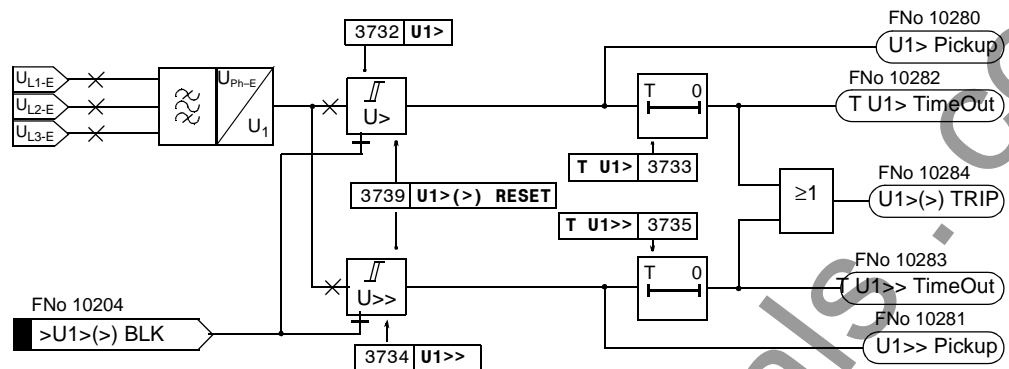 FNo 10280
3732 U1>
U1> Pickup
FNo 10282
UL1-E
UL2-E
UL3-E
UPh–E
U1
U>
T 0
T U1> TimeOut
T U1> 3733
FNo 10284
3739 U1>(>) RESET
≥1
U1>(>) TRIP
T U1>> 3735
FNo 10283
U>>
T 0
T U1>> TimeOut
FNo 10204
FNo 10281
>U1>(>) BLK
3734 U1>>
U1>> Pickup